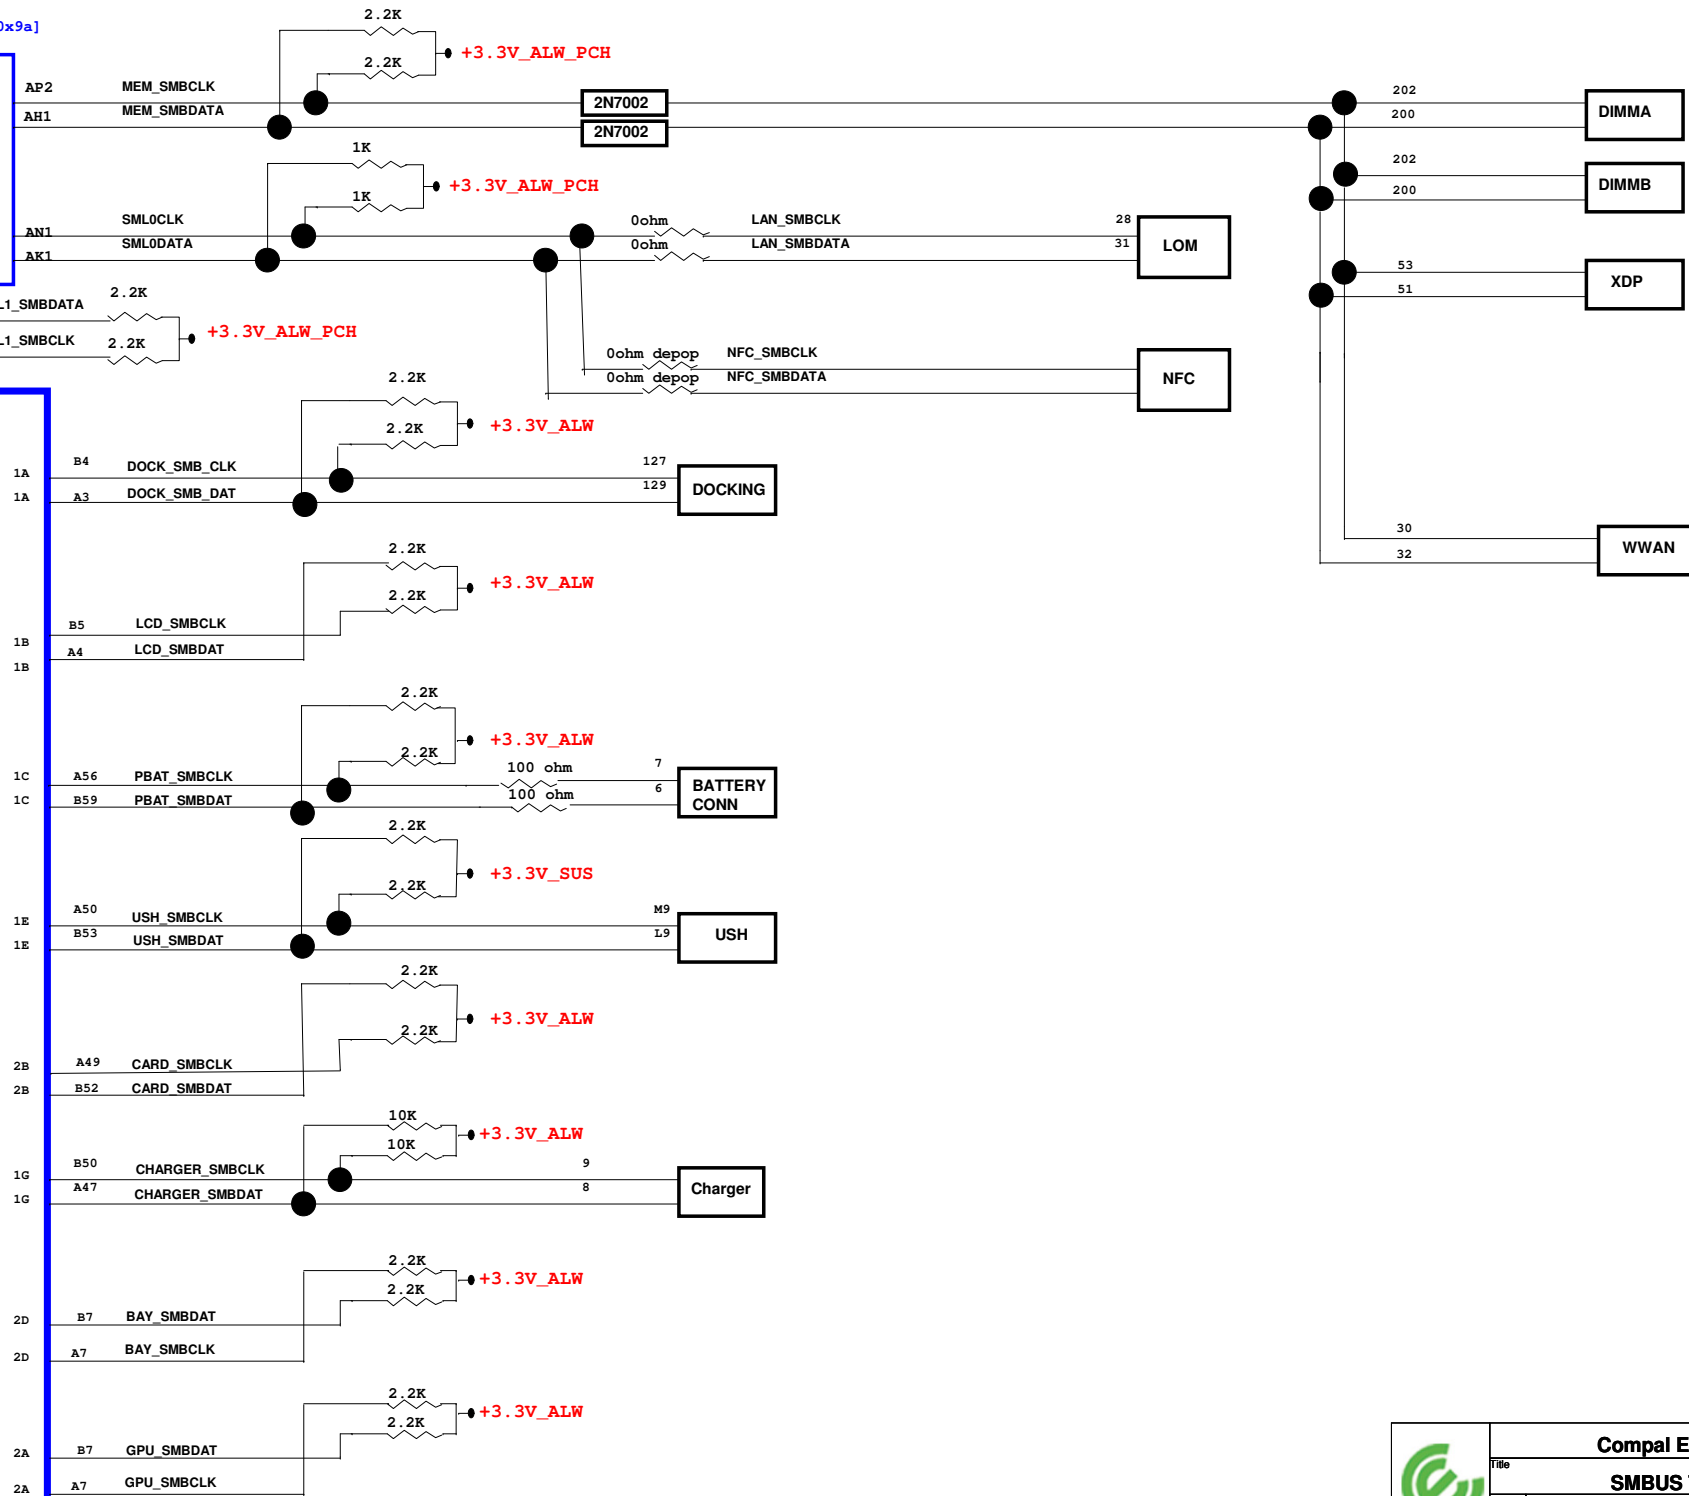 0x9a]
2.2K
+3.3V_ALW_PCH
2.2K
AP2 MEM_SMBCLK
2N7002
202
AH1 MEM_SMBDATA
2N7002
200
DIMMA
1K
+3.3V_ALW_PCH
1K
202
200
DIMMB
AN1 SML0CLK
0ohm LAN_SMBCLK 28
AK1 SML0DATA
0ohm LAN_SMBDATA 31
LOM
53
51
XDP
L1_SMBDATA 2.2K
+3.3V_ALW_PCH
L1_SMBCLK 2.2K
0ohm depop NFC_SMBCLK
0ohm depop NFC_SMBDATA
NFC
2.2K
+3.3V_ALW
2.2K
1A B4 DOCK_SMB_CLK 127
1A A3 DOCK_SMB_DAT 129
DOCKING
30
32
WWAN
2.2K
+3.3V_ALW
2.2K
1B B5 LCD_SMBCLK
1B A4 LCD_SMBDAT
2.2K
+3.3V_ALW
2.2K
1C A56 PBAT_SMBCLK 100 ohm 7
1C B59 PBAT_SMBDAT 100 ohm 6
BATTERY
CONN
2.2K
+3.3V_SUS
2.2K
1E A50 USH_SMBCLK M9
1E B53 USH_SMBDAT L9
USH
2.2K
+3.3V_ALW
2.2K
2B A49 CARD_SMBCLK
2B B52 CARD_SMBDAT
10K
+3.3V_ALW
10K
1G B50 CHARGER_SMBCLK 9
1G A47 CHARGER_SMBDAT 8
Charger
2.2K
+3.3V_ALW
2.2K
2D B7 BAY_SMBDAT
2D A7 BAY_SMBCLK
2.2K
+3.3V_ALW
2.2K
2A B7 GPU_SMBDAT
2A A7 GPU_SMBCLK
Compal E
Title
SMBUS